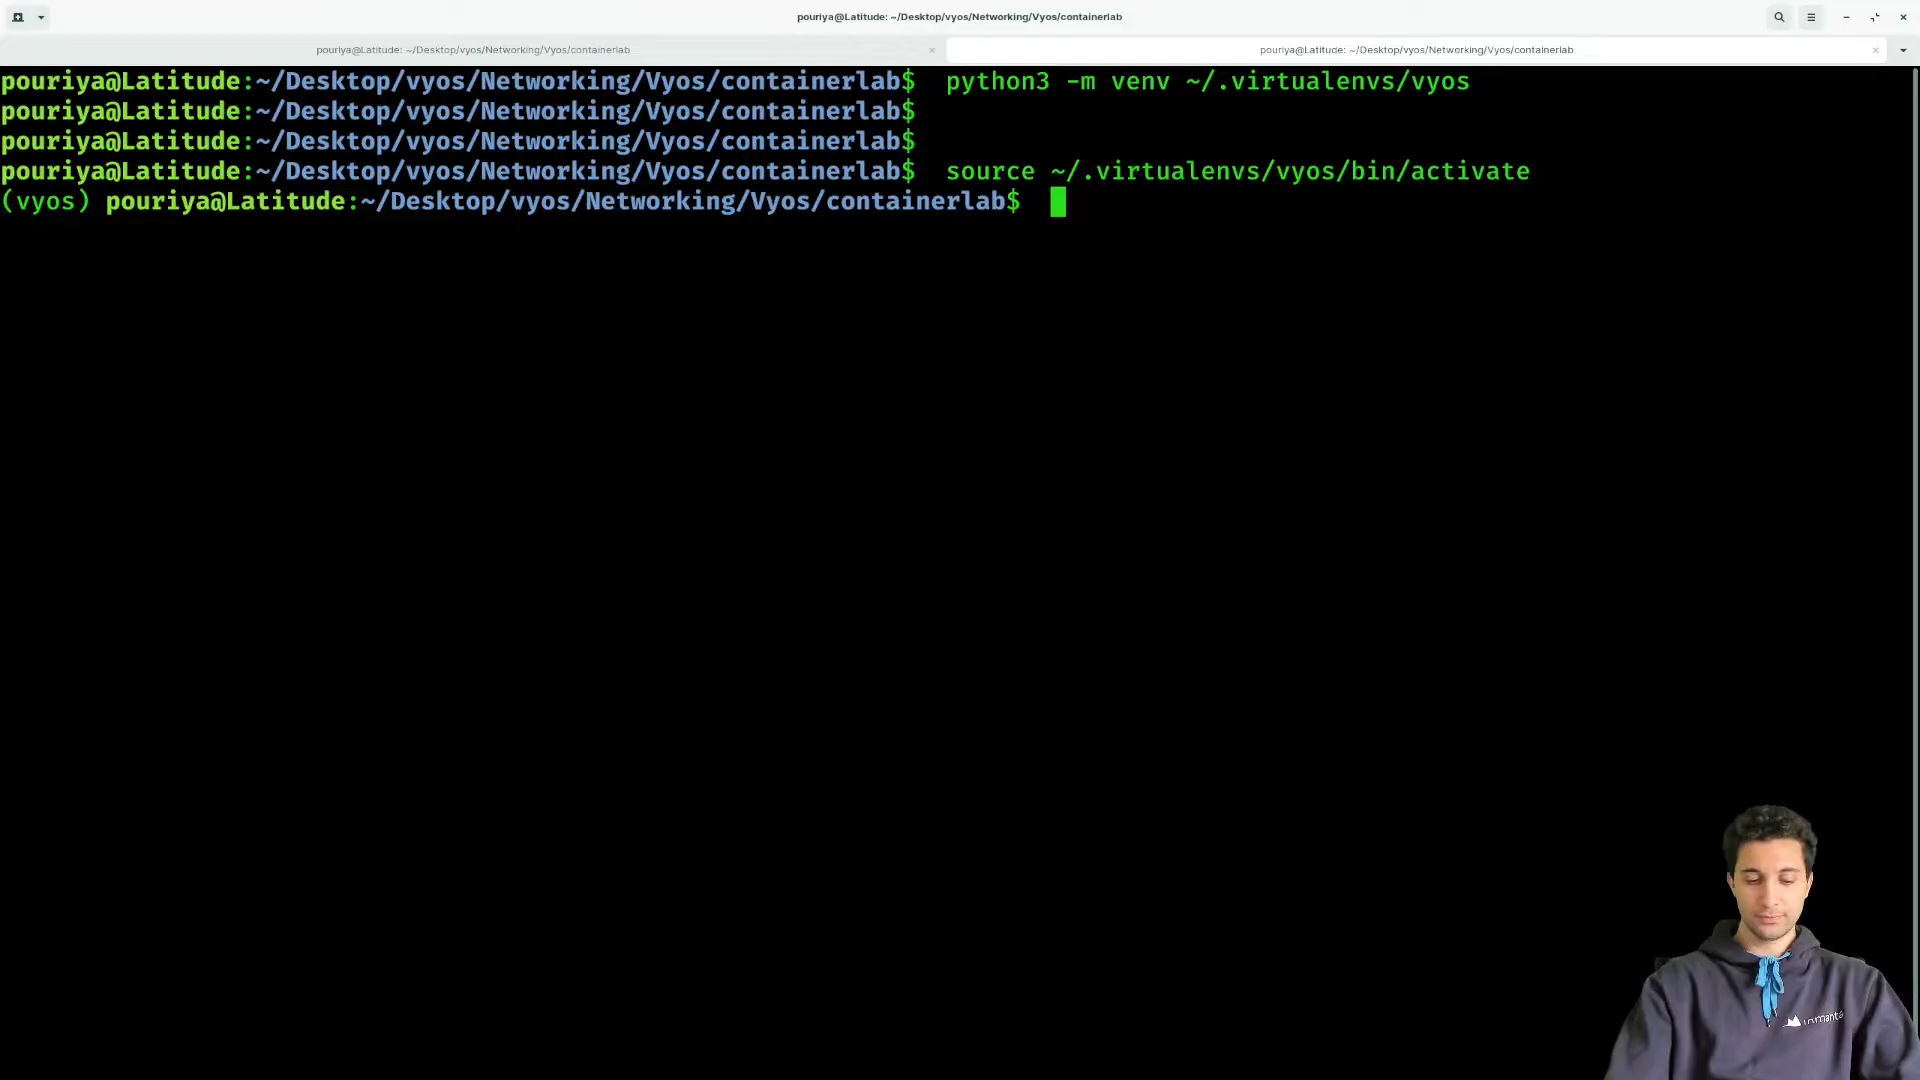 pouriya@Latitude: ~/Desktop/vyos/Networking/Vyos/containerlab
pouriya@Latitude: ~/Desktop/vyos/Networking/Vyos/containerlab × pouriya@Latitude: ~/Desktop/vyos/Networking/Vyos/containerlab ×
pouriya@Latitude:~/Desktop/vyos/Networking/Vyos/containerlab$ python3 -m venv ~/.virtualenvs/vyos
pouriya@Latitude:~/Desktop/vyos/Networking/Vyos/containerlab$
pouriya@Latitude:~/Desktop/vyos/Networking/Vyos/containerlab$
pouriya@Latitude:~/Desktop/vyos/Networking/Vyos/containerlab$ source ~/.virtualenvs/vyos/bin/activate
(vyos) pouriya@Latitude:~/Desktop/vyos/Networking/Vyos/containerlab$